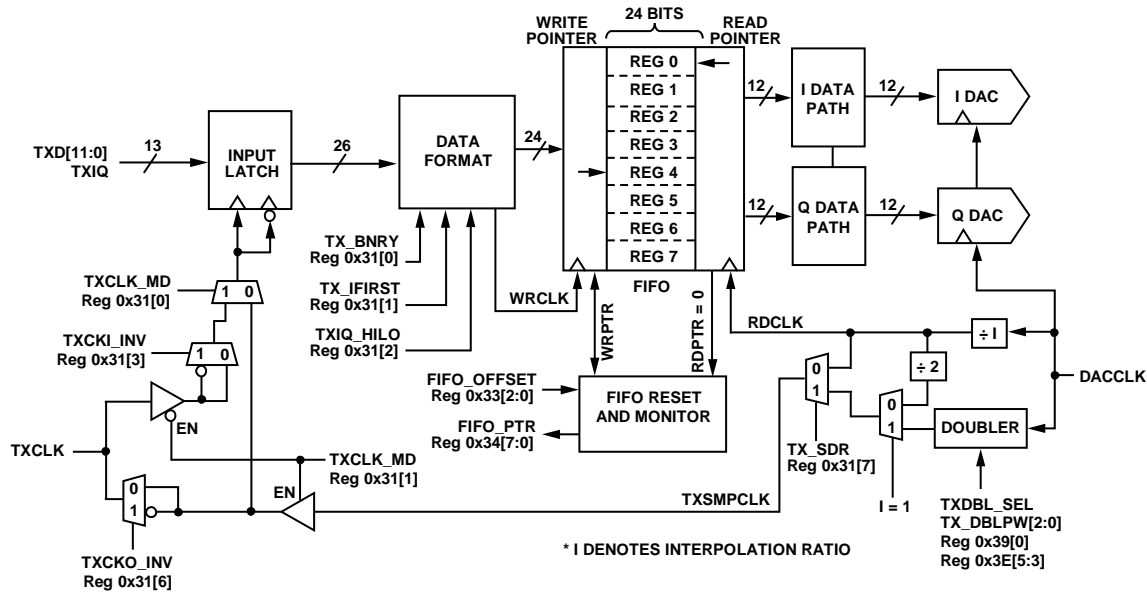 WRITE
POINTER
24 BITS
READ
POINTER
TXD[11:0]
TXIQ
13
INPUT
LATCH
26
DATA
FORMAT
24
REG 0
REG 1
REG 2
REG 3
REG 4
REG 5
REG 6
REG 7
FIFO
12
I DATA
PATH
12
I DAC
12
Q DATA
PATH
12
Q DAC
TX_BNRY
Reg 0x31[0]
TX_IFIRST
Reg 0x31[1]
TXIQ_HILO
Reg 0x31[2]
WRCLK
WRPTR
RDPTR = 0
RDCLK
÷ I
÷ 2
DACCLK
TXCLK_MD
Reg 0x31[0]
1 0
TXCKI_INV
Reg 0x31[3]
1 0
EN
TXCLK
TXCLK_MD
Reg 0x31[1]
EN
0
1
TXCKO_INV
Reg 0x31[6]
FIFO_OFFSET
Reg 0x33[2:0]
FIFO_PTR
Reg 0x34[7:0]
FIFO RESET
AND MONITOR
0
1
TX_SDR
Reg 0x31[7]
0
1
I = 1
DOUBLER
TXDBL_SEL
TX_DBLPW[2:0]
Reg 0x39[0]
Reg 0x3E[5:3]
TXSMPCLK
* I DENOTES INTERPOLATION RATIO